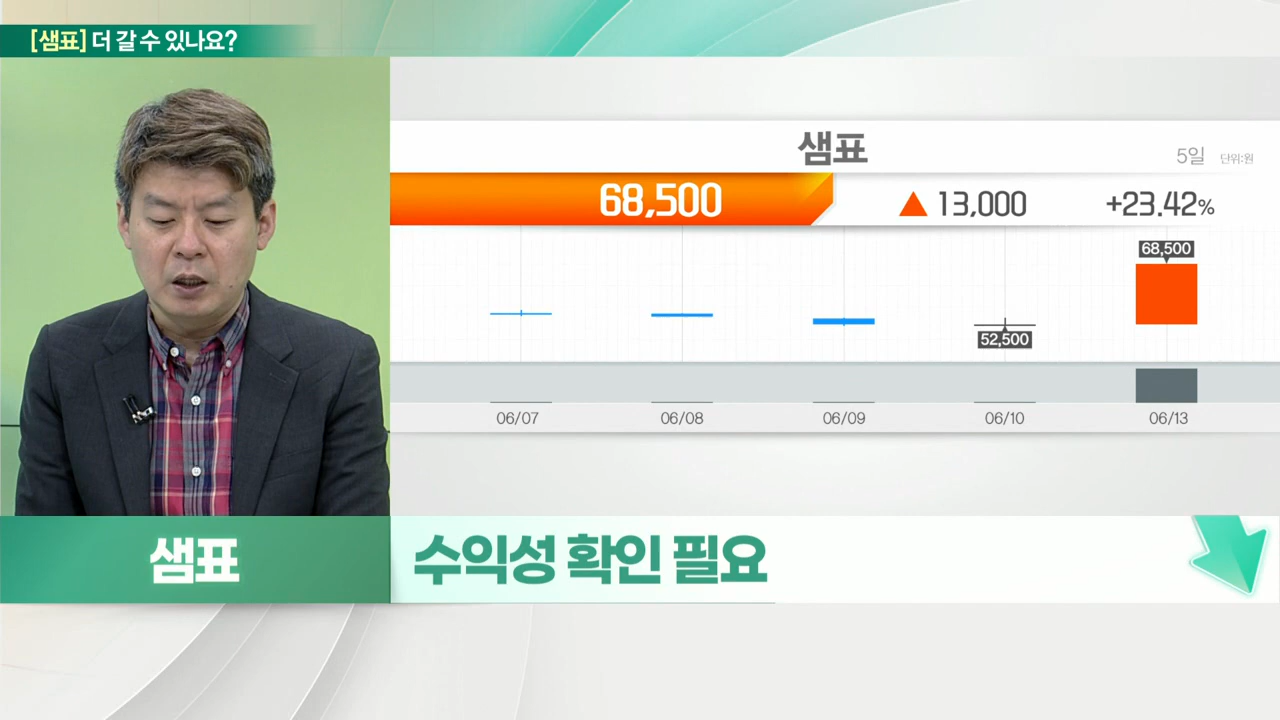 [샘표] 더 갈 수 있나요?
샘표
5일 단위:원
68,500 ▲ 13,000 +23.42%
68,500
52,500
06/07 06/08 06/09 06/10 06/13
샘표 수익성 확인 필요